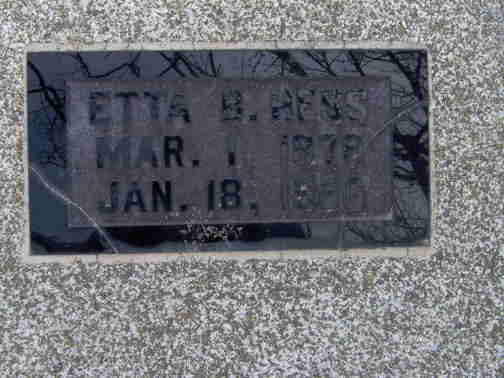 ETTA B. HESS
MAR. 1
JAN. 18,